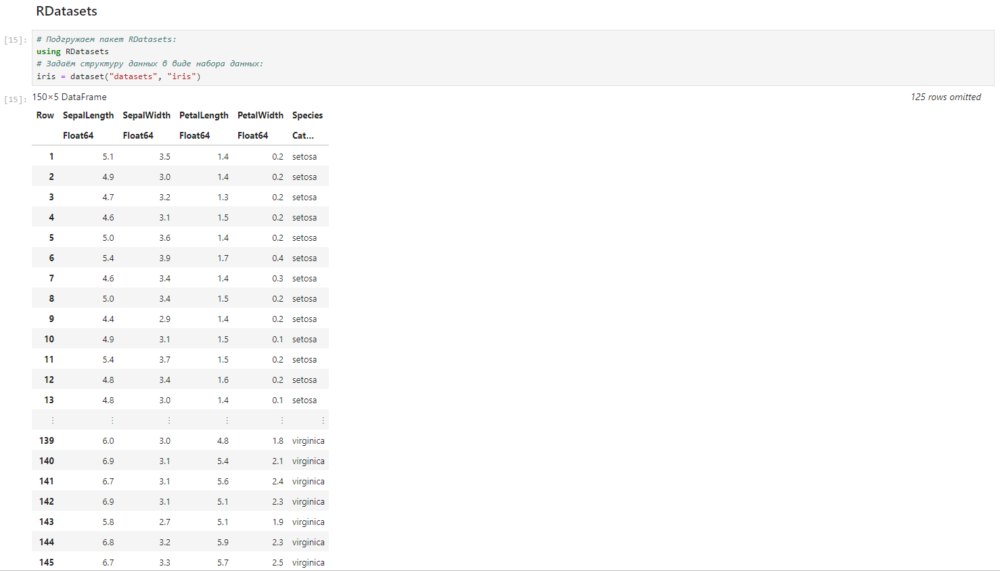 RDatasets
[15]:
# Подгружаем пакет RDatasets:
using RDatasets
# Задаём структуру данных в виде набора данных:
iris = dataset("datasets", "iris")
[15]:
150×5 DataFrame 125 rows omitted
Row SepalLength SepalWidth PetalLength PetalWidth Species
Float64 Float64 Float64 Float64 Cat…
1 5.1 3.5 1.4 0.2 setosa
2 4.9 3.0 1.4 0.2 setosa
3 4.7 3.2 1.3 0.2 setosa
4 4.6 3.1 1.5 0.2 setosa
5 5.0 3.6 1.4 0.2 setosa
6 5.4 3.9 1.7 0.4 setosa
7 4.6 3.4 1.4 0.3 setosa
8 5.0 3.4 1.5 0.2 setosa
9 4.4 2.9 1.4 0.2 setosa
10 4.9 3.1 1.5 0.1 setosa
11 5.4 3.7 1.5 0.2 setosa
12 4.8 3.4 1.6 0.2 setosa
13 4.8 3.0 1.4 0.1 setosa
⋮ ⋮ ⋮ ⋮ ⋮ ⋮
139 6.0 3.0 4.8 1.8 virginica
140 6.9 3.1 5.4 2.1 virginica
141 6.7 3.1 5.6 2.4 virginica
142 6.9 3.1 5.1 2.3 virginica
143 5.8 2.7 5.1 1.9 virginica
144 6.8 3.2 5.9 2.3 virginica
145 6.7 3.3 5.7 2.5 virginica